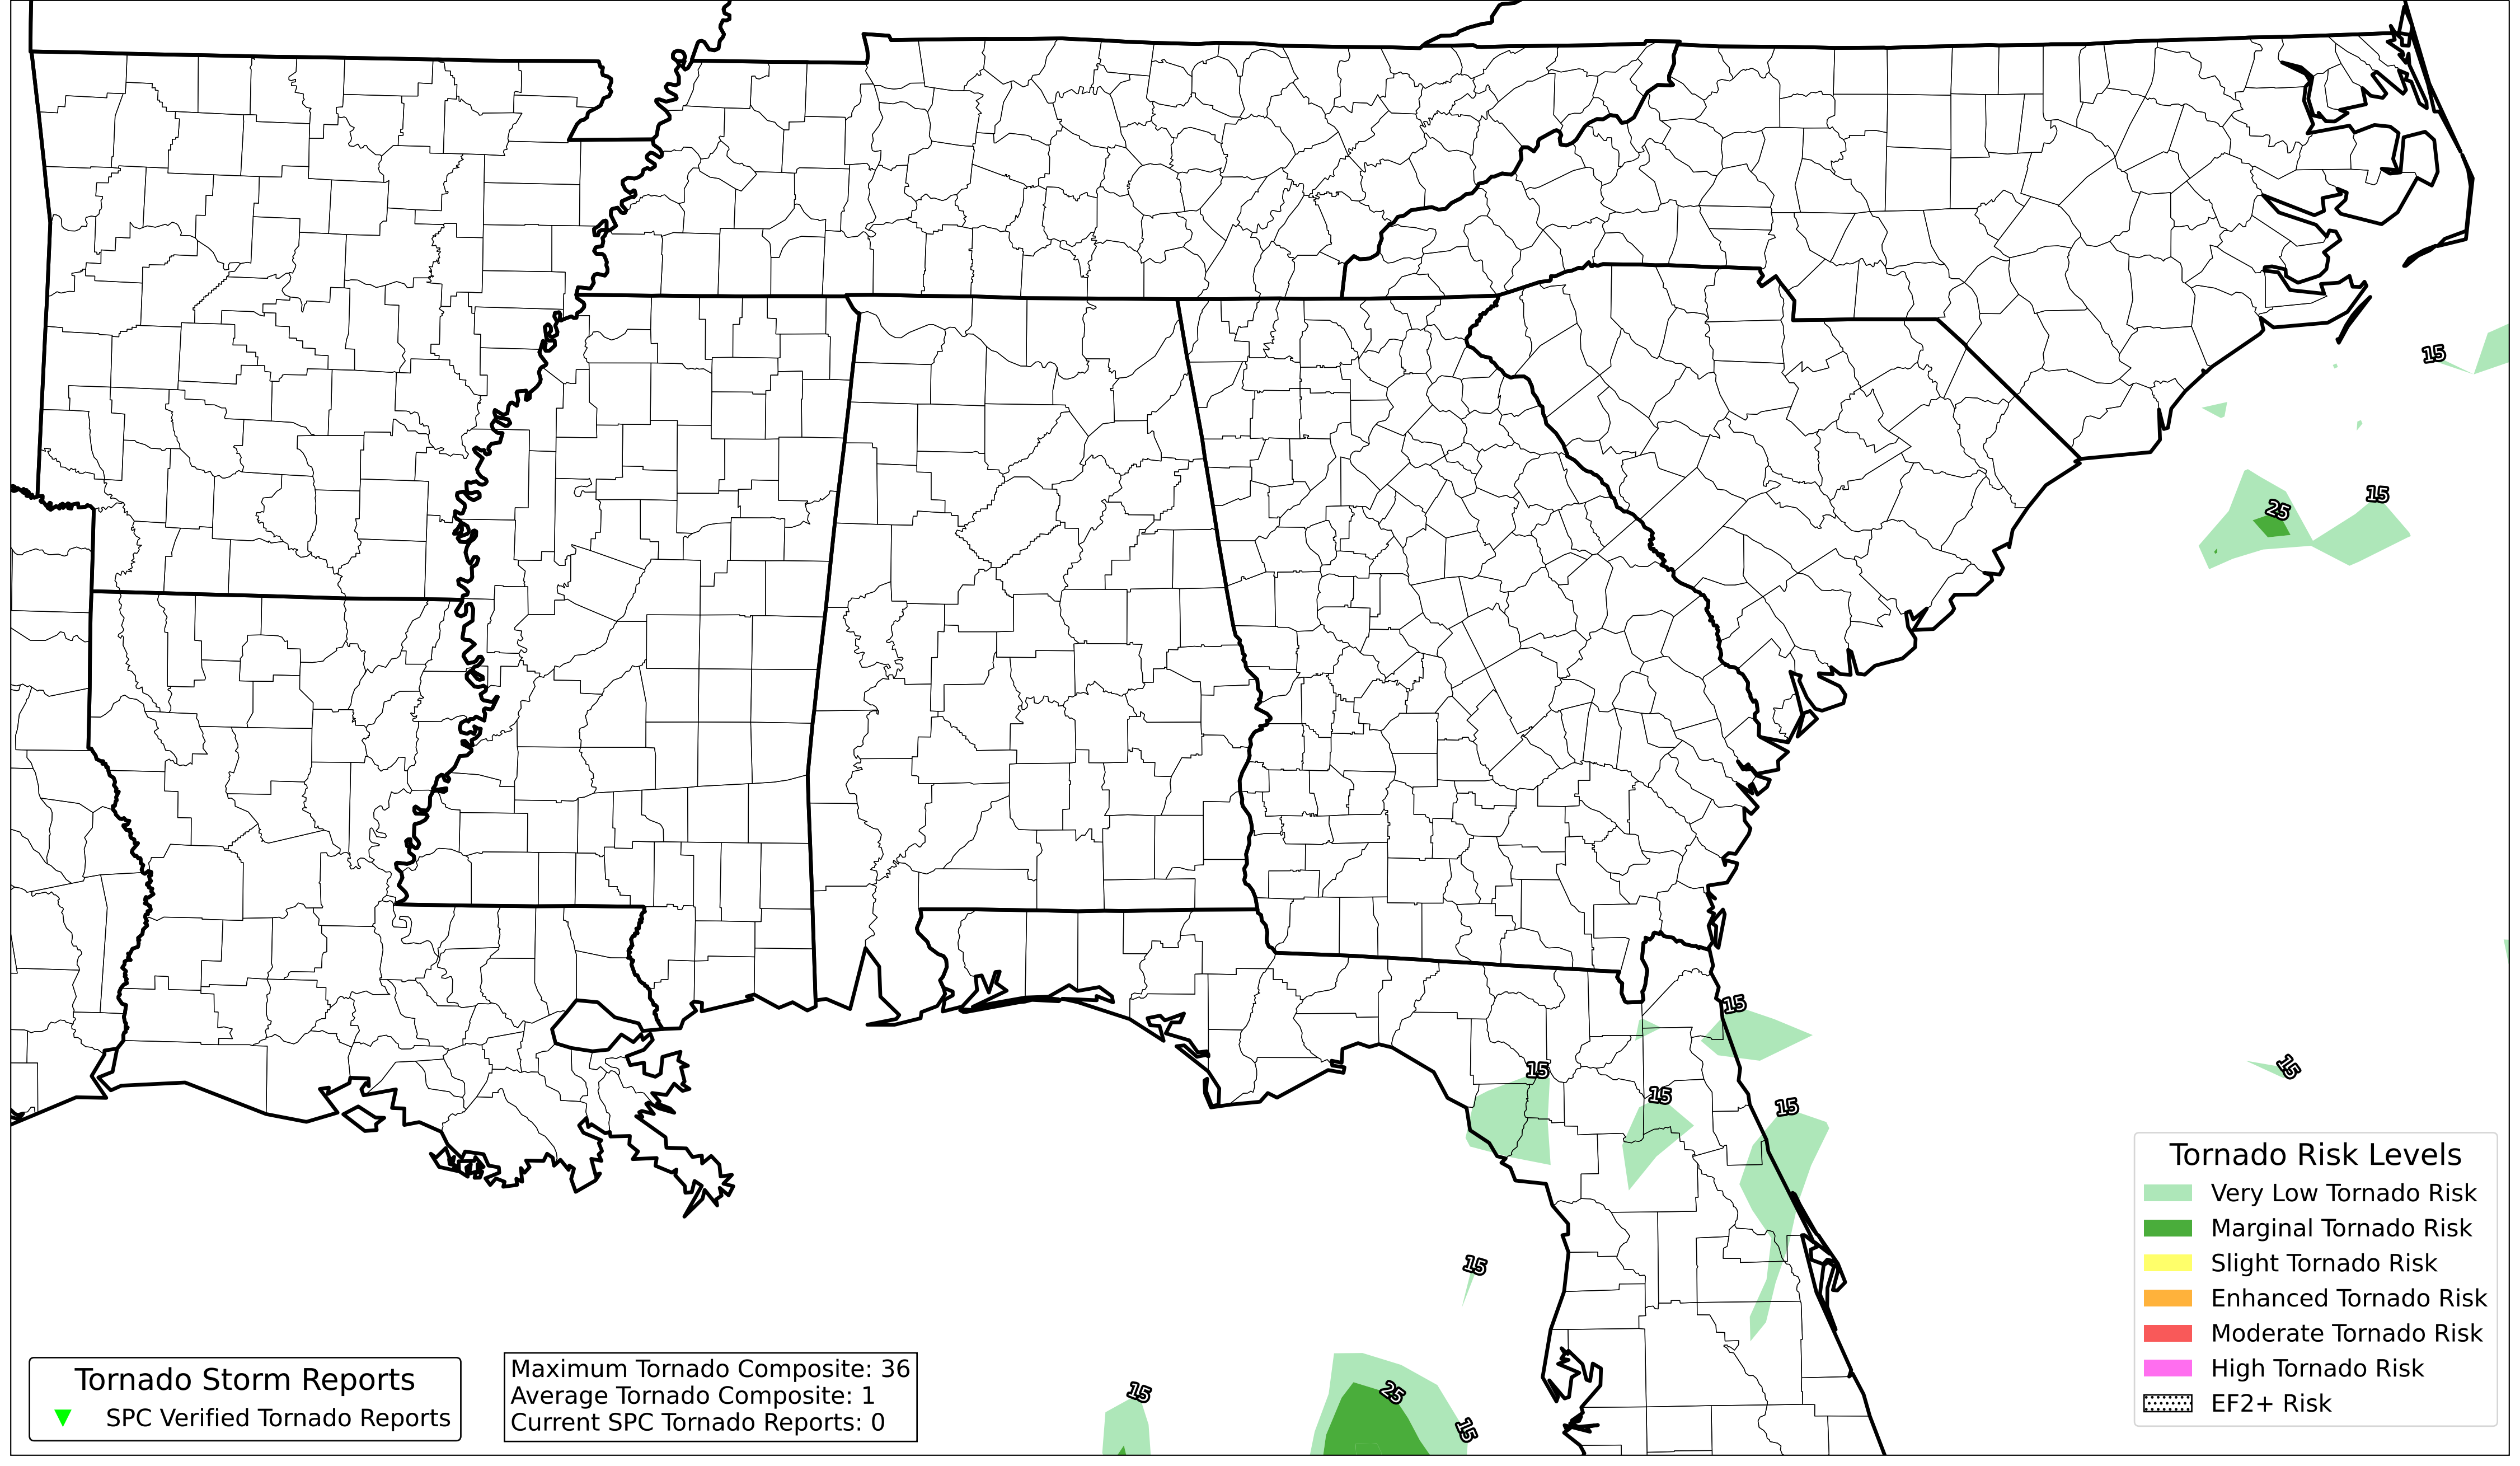 15
25
15
15
15
15
15
15
15
15
25
15
Tornado Risk Levels
Very Low Tornado Risk
Marginal Tornado Risk
Slight Tornado Risk
Enhanced Tornado Risk
Moderate Tornado Risk
High Tornado Risk
EF2+ Risk
Tornado Storm Reports
SPC Verified Tornado Reports
Maximum Tornado Composite: 36
Average Tornado Composite: 1
Current SPC Tornado Reports: 0